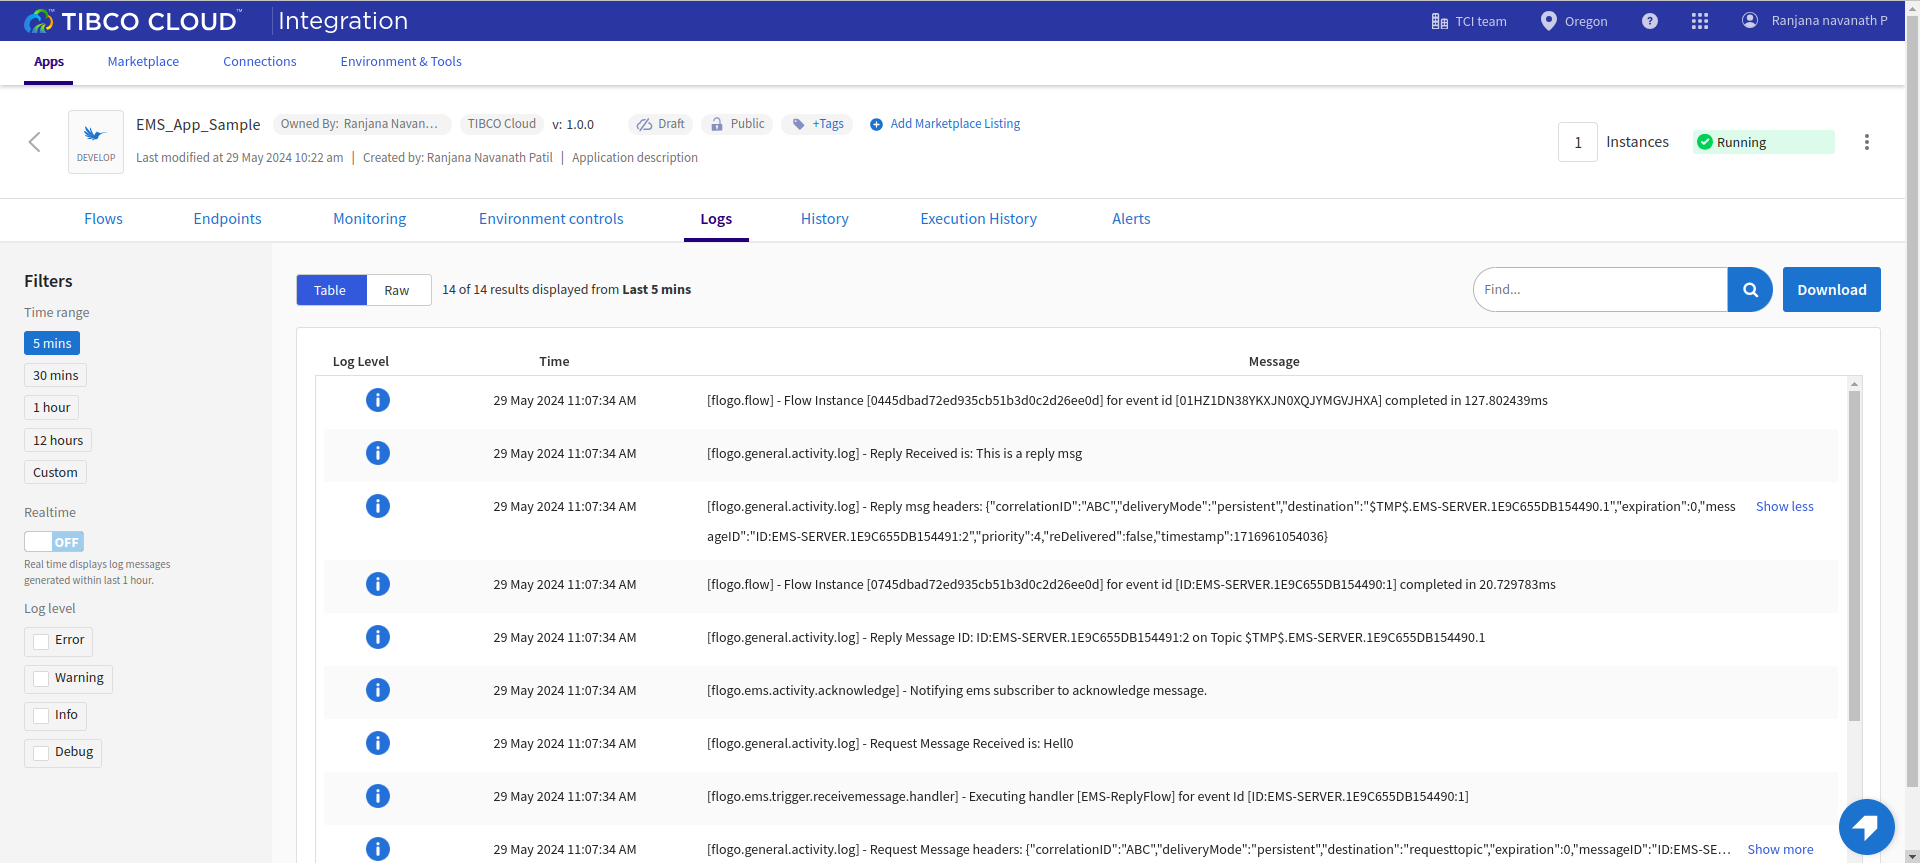 TIBCO CLOUD™ Integration TCI team Oregon ? Ranjana navanath P
Apps Marketplace Connections Environment & Tools
EMS_App_Sample Owned By: Ranjana Navan... TIBCO Cloud v: 1.0.0 Draft Public +Tags Add Marketplace Listing
DEVELOP
Last modified at 29 May 2024 10:22 am | Created by: Ranjana Navanath Patil | Application description
1 Instances Running
Flows Endpoints Monitoring Environment controls Logs History Execution History Alerts
Filters
Time range
5 mins
30 mins
1 hour
12 hours
Custom
Realtime
OFF
Real time displays log messages
generated within last 1 hour.
Log level
Error
Warning
Info
Debug
Table Raw 14 of 14 results displayed from Last 5 mins Find... Download
Log Level Time Message
29 May 2024 11:07:34 AM [flogo.flow] - Flow Instance [0445dbad72ed935cb51b3d0c2d26ee0d] for event id [01HZ1DN38YKXJN0XQJYMGVJHXA] completed in 127.802439ms
29 May 2024 11:07:34 AM [flogo.general.activity.log] - Reply Received is: This is a reply msg
29 May 2024 11:07:34 AM [flogo.general.activity.log] - Reply msg headers: {"correlationID":"ABC","deliveryMode":"persistent","destination":"$TMP$.EMS-SERVER.1E9C655DB154490.1","expiration":0,"mess Show less
ageID":"ID:EMS-SERVER.1E9C655DB154491:2","priority":4,"reDelivered":false,"timestamp":1716961054036}
29 May 2024 11:07:34 AM [flogo.flow] - Flow Instance [0745dbad72ed935cb51b3d0c2d26ee0d] for event id [ID:EMS-SERVER.1E9C655DB154490:1] completed in 20.729783ms
29 May 2024 11:07:34 AM [flogo.general.activity.log] - Reply Message ID: ID:EMS-SERVER.1E9C655DB154491:2 on Topic $TMP$.EMS-SERVER.1E9C655DB154490.1
29 May 2024 11:07:34 AM [flogo.ems.activity.acknowledge] - Notifying ems subscriber to acknowledge message.
29 May 2024 11:07:34 AM [flogo.general.activity.log] - Request Message Received is: Hell0
29 May 2024 11:07:34 AM [flogo.ems.trigger.receivemessage.handler] - Executing handler [EMS-ReplyFlow] for event Id [ID:EMS-SERVER.1E9C655DB154490:1]
29 May 2024 11:07:34 AM [flogo.general.activity.log] - Request Message headers: {"correlationID":"ABC","deliveryMode":"persistent","destination":"requesttopic","expiration":0,"messageID":"ID:EMS-SE... Show more